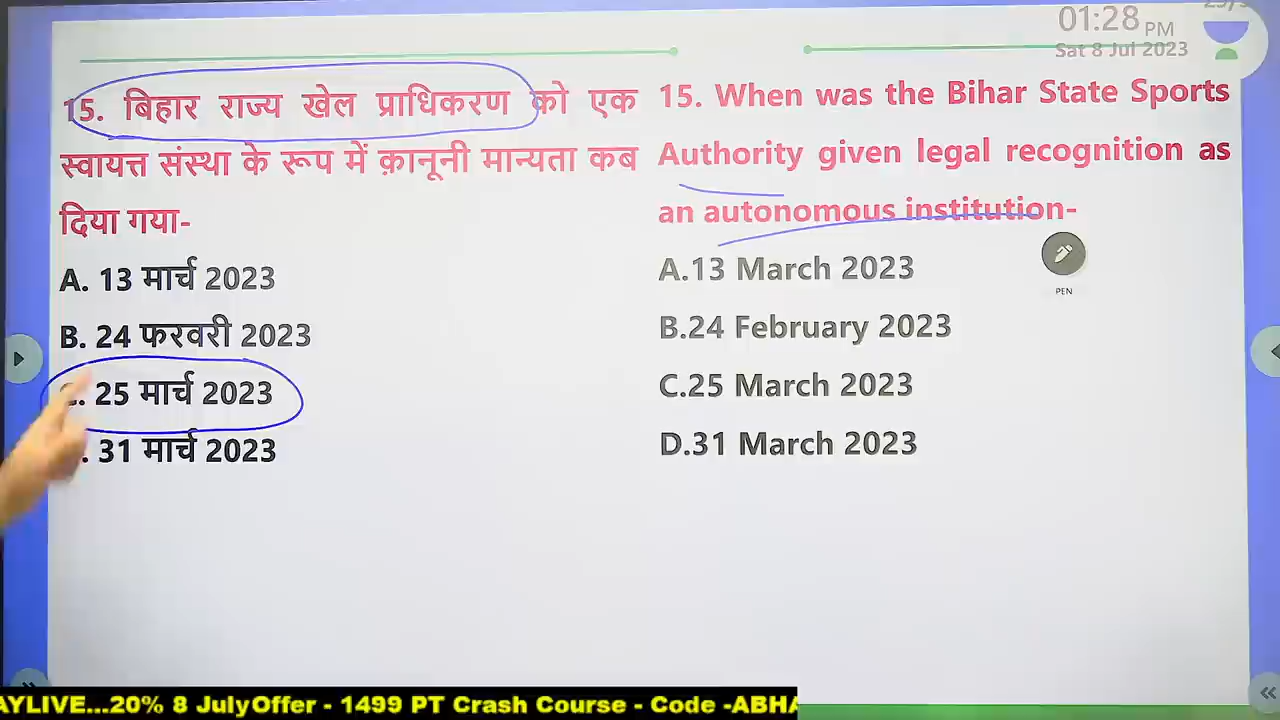 01:28 PM
Sat 8 Jul 2023
15. बिहार राज्य खेल प्राधिकरण को एक
स्वायत्त संस्था के रूप में क़ानूनी मान्यता कब
दिया गया-
A. 13 मार्च 2023
B. 24 फरवरी 2023
25 मार्च 2023
31 मार्च 2023
15. When was the Bihar State Sports
Authority given legal recognition as
an autonomous institution-
A.13 March 2023
B.24 February 2023
C.25 March 2023
D.31 March 2023
PEN
20% 8 JulyOffer - 1499 PT Crash Course - Code